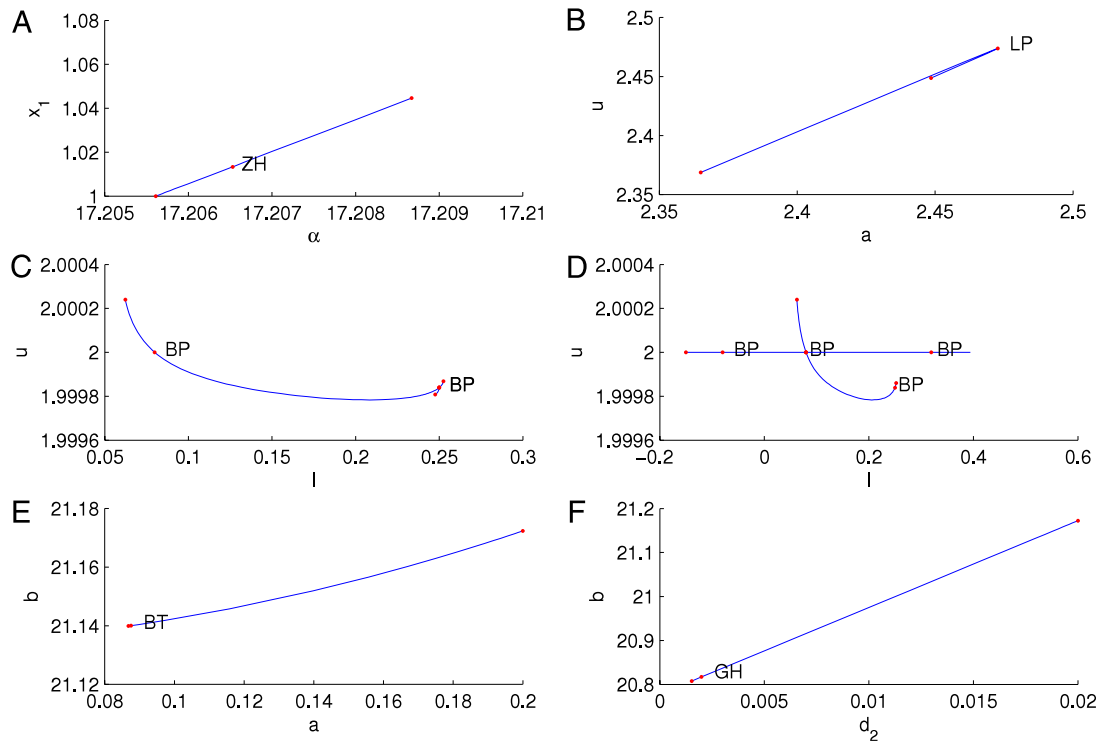 A
1.08
1.06
1.04
1.02
1
x_1
ZH
17.205 17.206 17.207 17.208 17.209 17.21
α
B
2.5
2.45
2.4
2.35
u
LP
2.35 2.4 2.45 2.5
a
C
2.0004
2.0002
2
1.9998
1.9996
u
BP
BP
0.05 0.1 0.15 0.2 0.25 0.3
l
D
2.0004
2.0002
2
1.9998
1.9996
u
BP BP BP
BP
−0.2 0 0.2 0.4 0.6
l
E
21.18
21.16
21.14
21.12
b
BT
0.08 0.1 0.12 0.14 0.16 0.18 0.2
a
F
21.2
21.1
21
20.9
20.8
b
GH
0 0.005 0.01 0.015 0.02
d_2